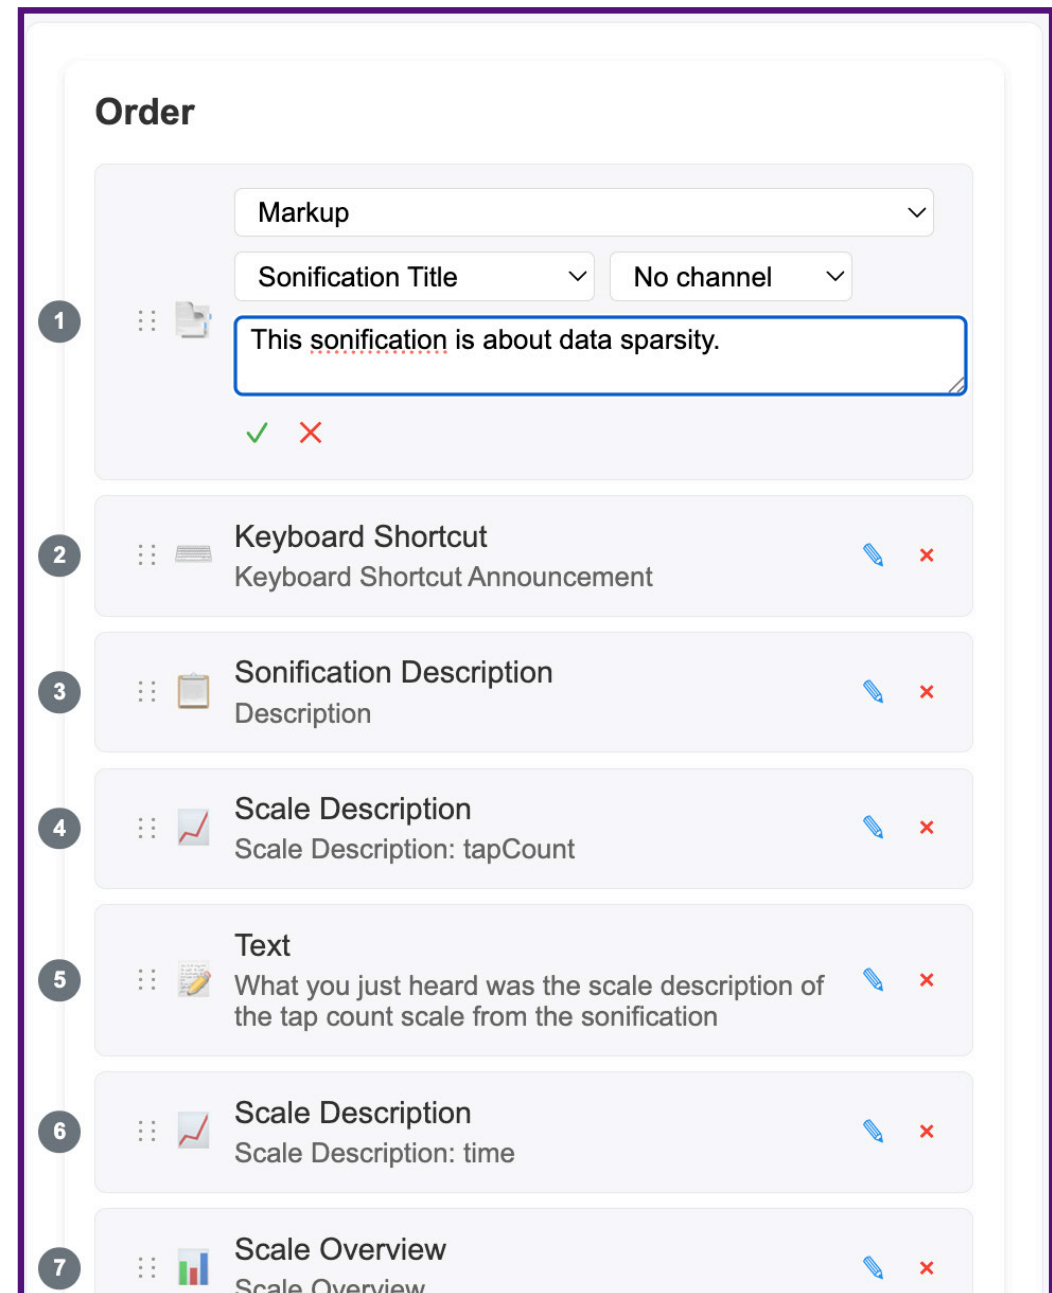 Order
Markup
Sonification Title No channel
1
This sonification is about data sparsity.
2
Keyboard Shortcut
Keyboard Shortcut Announcement
3
Sonification Description
Description
4
Scale Description
Scale Description: tapCount
5
Text
What you just heard was the scale description of
the tap count scale from the sonification
6
Scale Description
Scale Description: time
7
Scale Overview
Scale Overview